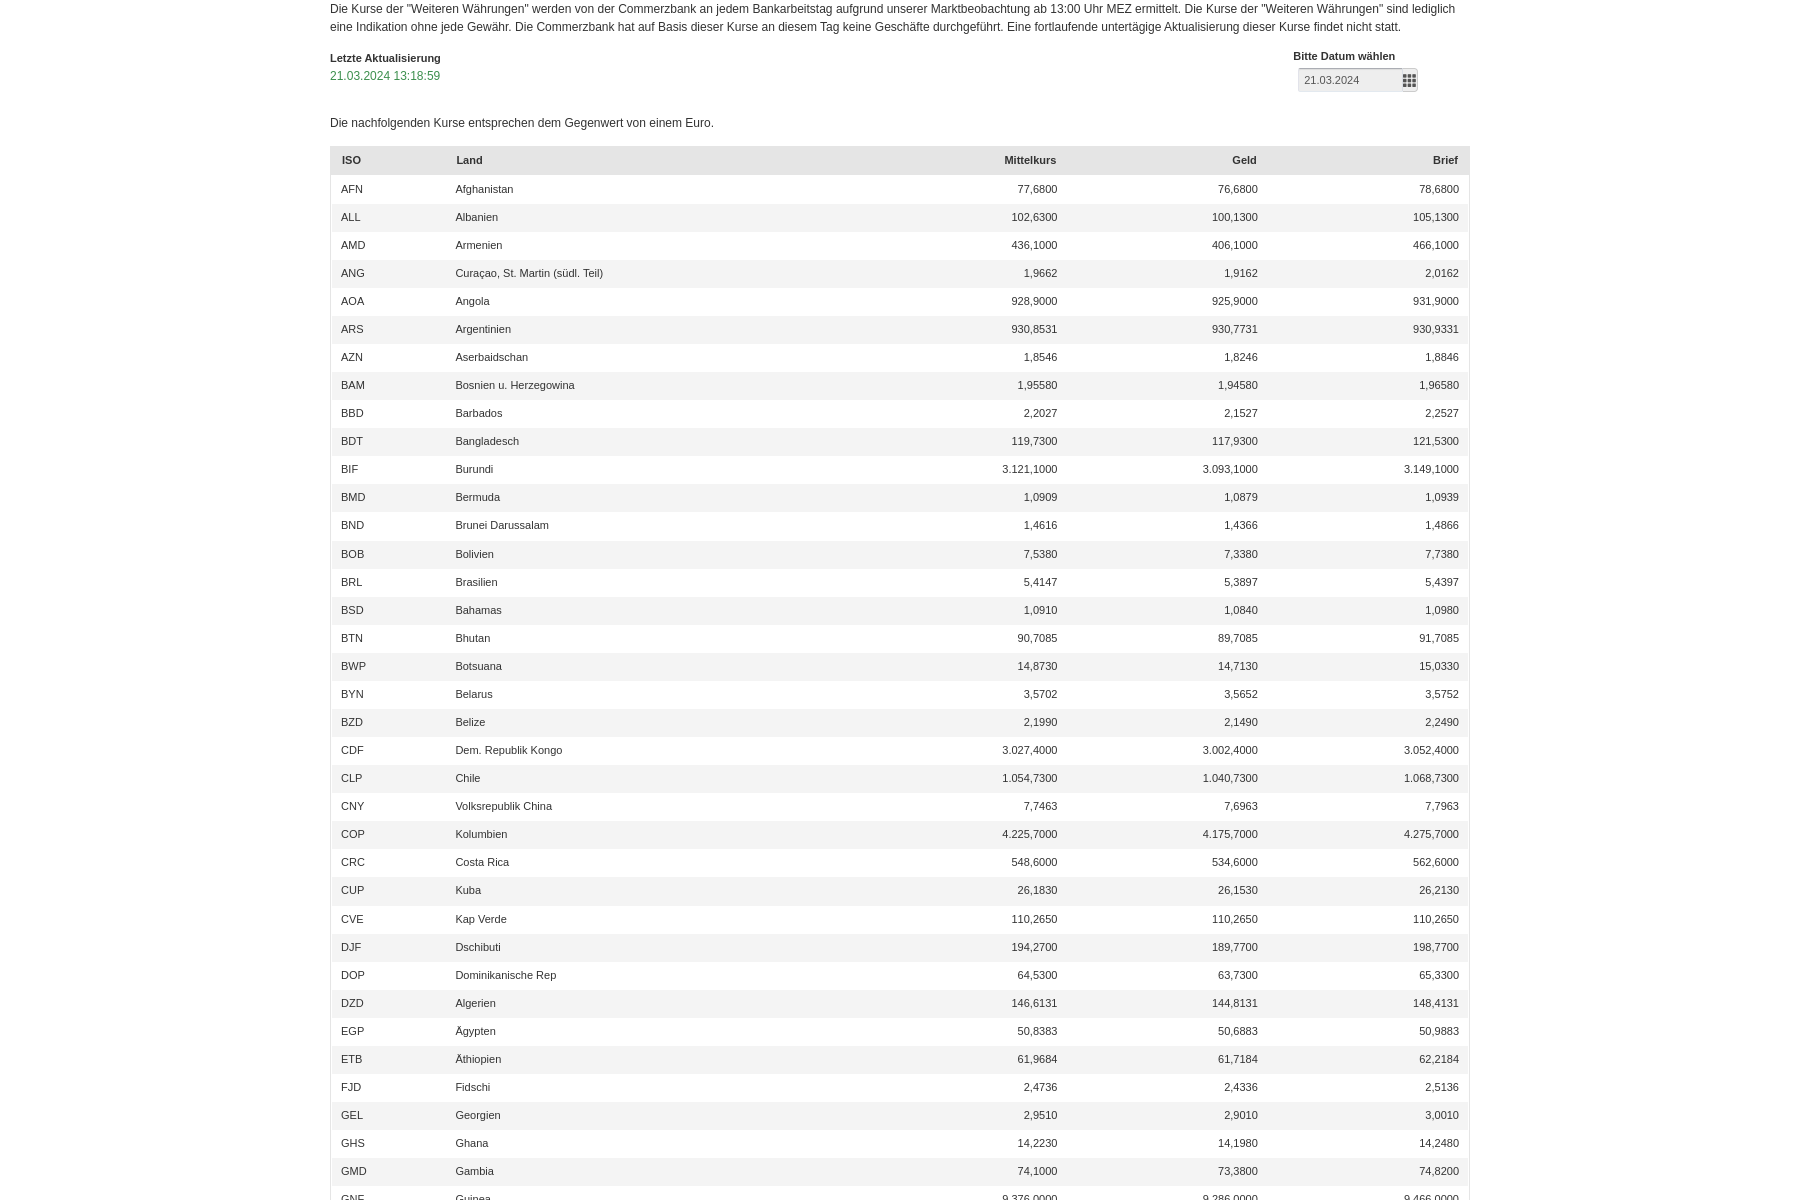 Die Kurse der "Weiteren Währungen" werden von der Commerzbank an jedem Bankarbeitstag aufgrund unserer Marktbeobachtung ab 13:00 Uhr MEZ ermittelt. Die Kurse der "Weiteren Währungen" sind lediglich
eine Indikation ohne jede Gewähr. Die Commerzbank hat auf Basis dieser Kurse an diesem Tag keine Geschäfte durchgeführt. Eine fortlaufende untertägige Aktualisierung dieser Kurse findet nicht statt.
Letzte Aktualisierung
21.03.2024 13:18:59
Bitte Datum wählen
21.03.2024
Die nachfolgenden Kurse entsprechen dem Gegenwert von einem Euro.
ISO Land Mittelkurs Geld Brief
AFN Afghanistan 77,6800 76,6800 78,6800
ALL Albanien 102,6300 100,1300 105,1300
AMD Armenien 436,1000 406,1000 466,1000
ANG Curaçao, St. Martin (südl. Teil) 1,9662 1,9162 2,0162
AOA Angola 928,9000 925,9000 931,9000
ARS Argentinien 930,8531 930,7731 930,9331
AZN Aserbaidschan 1,8546 1,8246 1,8846
BAM Bosnien u. Herzegowina 1,95580 1,94580 1,96580
BBD Barbados 2,2027 2,1527 2,2527
BDT Bangladesch 119,7300 117,9300 121,5300
BIF Burundi 3.121,1000 3.093,1000 3.149,1000
BMD Bermuda 1,0909 1,0879 1,0939
BND Brunei Darussalam 1,4616 1,4366 1,4866
BOB Bolivien 7,5380 7,3380 7,7380
BRL Brasilien 5,4147 5,3897 5,4397
BSD Bahamas 1,0910 1,0840 1,0980
BTN Bhutan 90,7085 89,7085 91,7085
BWP Botsuana 14,8730 14,7130 15,0330
BYN Belarus 3,5702 3,5652 3,5752
BZD Belize 2,1990 2,1490 2,2490
CDF Dem. Republik Kongo 3.027,4000 3.002,4000 3.052,4000
CLP Chile 1.054,7300 1.040,7300 1.068,7300
CNY Volksrepublik China 7,7463 7,6963 7,7963
COP Kolumbien 4.225,7000 4.175,7000 4.275,7000
CRC Costa Rica 548,6000 534,6000 562,6000
CUP Kuba 26,1830 26,1530 26,2130
CVE Kap Verde 110,2650 110,2650 110,2650
DJF Dschibuti 194,2700 189,7700 198,7700
DOP Dominikanische Rep 64,5300 63,7300 65,3300
DZD Algerien 146,6131 144,8131 148,4131
EGP Ägypten 50,8383 50,6883 50,9883
ETB Äthiopien 61,9684 61,7184 62,2184
FJD Fidschi 2,4736 2,4336 2,5136
GEL Georgien 2,9510 2,9010 3,0010
GHS Ghana 14,2230 14,1980 14,2480
GMD Gambia 74,1000 73,3800 74,8200
GNF Guinea 9.376,0000 9.286,0000 9.466,0000